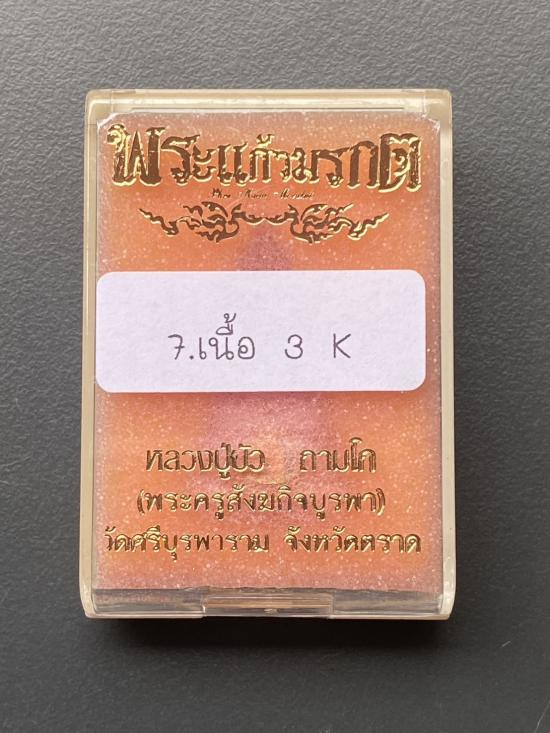 พระแก้วมรกต
Phra Kaew Morakot
7.เนื้อ 3 K
หลวงปู่บัว ถามโก
(พระครูสังฆกิจบูรพา)
วัดศรีบุรพาราม จังหวัดตราด